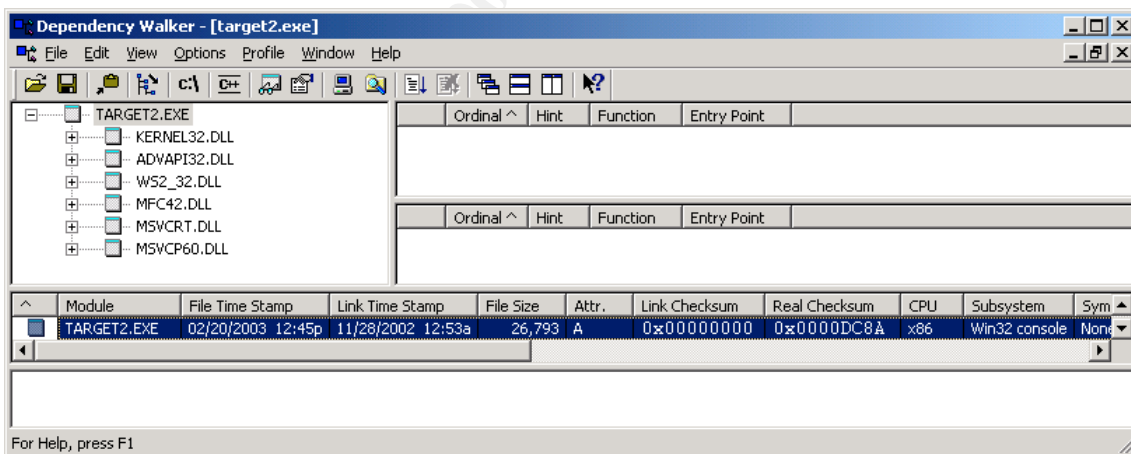 Dependency Walker - [target2.exe]
File Edit View Options Profile Window Help
C:\ C++
TARGET2.EXE
KERNEL32.DLL
ADVAPI32.DLL
WS2_32.DLL
MFC42.DLL
MSVCRT.DLL
MSVCP60.DLL
Ordinal ^ Hint Function Entry Point
Ordinal ^ Hint Function Entry Point
^ Module File Time Stamp Link Time Stamp File Size Attr. Link Checksum Real Checksum CPU Subsystem Sym
TARGET2.EXE 02/20/2003 12:45p 11/28/2002 12:53a 26,793 A 0x00000000 0x0000DC8A x86 Win32 console None
For Help, press F1